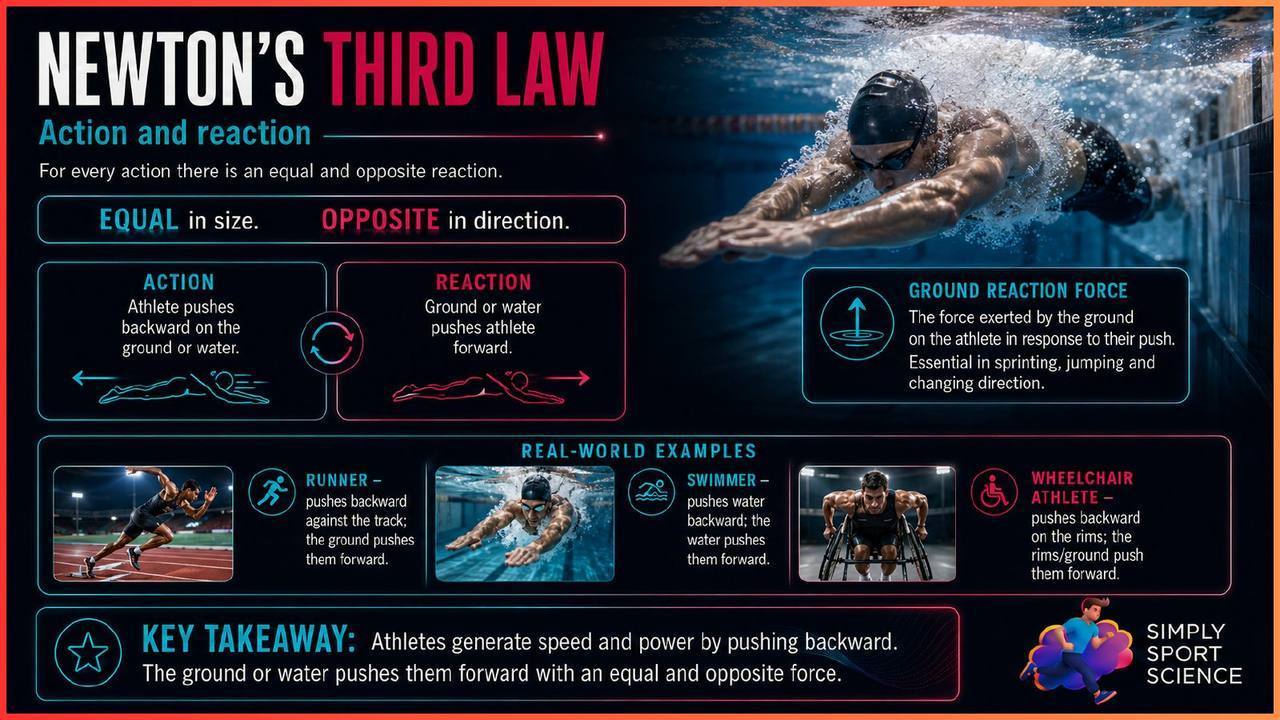 NEWTON'S THIRD LAW
Action and reaction
For every action there is an equal and opposite reaction.
EQUAL in size. OPPOSITE in direction.
ACTION
Athlete pushes
backward on the
ground or water.
REACTION
Ground or water
pushes athlete
forward.
GROUND REACTION FORCE
The force exerted by the ground
on the athlete in response to their push.
Essential in sprinting, jumping and
changing direction.
REAL-WORLD EXAMPLES
RUNNER –
pushes backward
against the track;
the ground pushes
them forward.
SWIMMER –
pushes water
backward; the
water pushes
them forward.
WHEELCHAIR
ATHLETE –
pushes backward
on the rims; the
rims/ground push
them forward.
KEY TAKEAWAY: Athletes generate speed and power by pushing backward.
The ground or water pushes them forward with an equal and opposite force.
SIMPLY
SPORT
SCIENCE